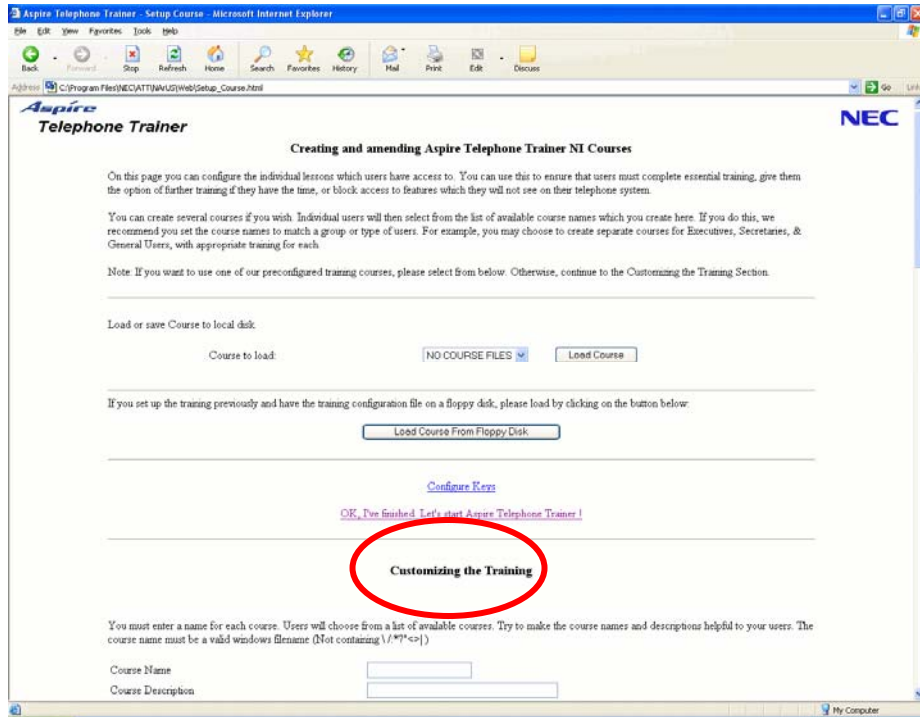 Aspire Telephone Trainer - Setup Course - Microsoft Internet Explorer
File Edit View Favorites Tools Help
Back Forward Stop Refresh Home Search Favorites History Mail Print Edit Discuss
Address C:\Program Files\NEC\ATT\NArUS\Web\Setup_Course.html Go Links
Aspire
Telephone Trainer
NEC
Creating and amending Aspire Telephone Trainer NI Courses
On this page you can configure the individual lessons which users have access to. You can use this to ensure that users must complete essential training, give them
the option of further training if they have the time, or block access to features which they will not see on their telephone system.
You can create several courses if you wish. Individual users will then select from the list of available course names which you create here. If you do this, we
recommend you set the course names to match a group or type of users. For example, you may choose to create separate courses for Executives, Secretaries, &
General Users, with appropriate training for each.
Note: If you want to use one of our preconfigured training courses, please select from below. Otherwise, continue to the Customizing the Training Section.
Load or save Course to local disk.
Course to load: NO COURSE FILES Load Course
If you set up the training previously and have the training configuration file on a floppy disk, please load by clicking on the button below:
Load Course From Floppy Disk
Configure Keys
OK, I've finished. Let's start Aspire Telephone Trainer !
Customizing the Training
You must enter a name for each course. Users will choose from a list of available courses. Try to make the course names and descriptions helpful to your users. The
course name must be a valid windows filename (Not containing \ /:*?"<>| )
Course Name
Course Description
My Computer